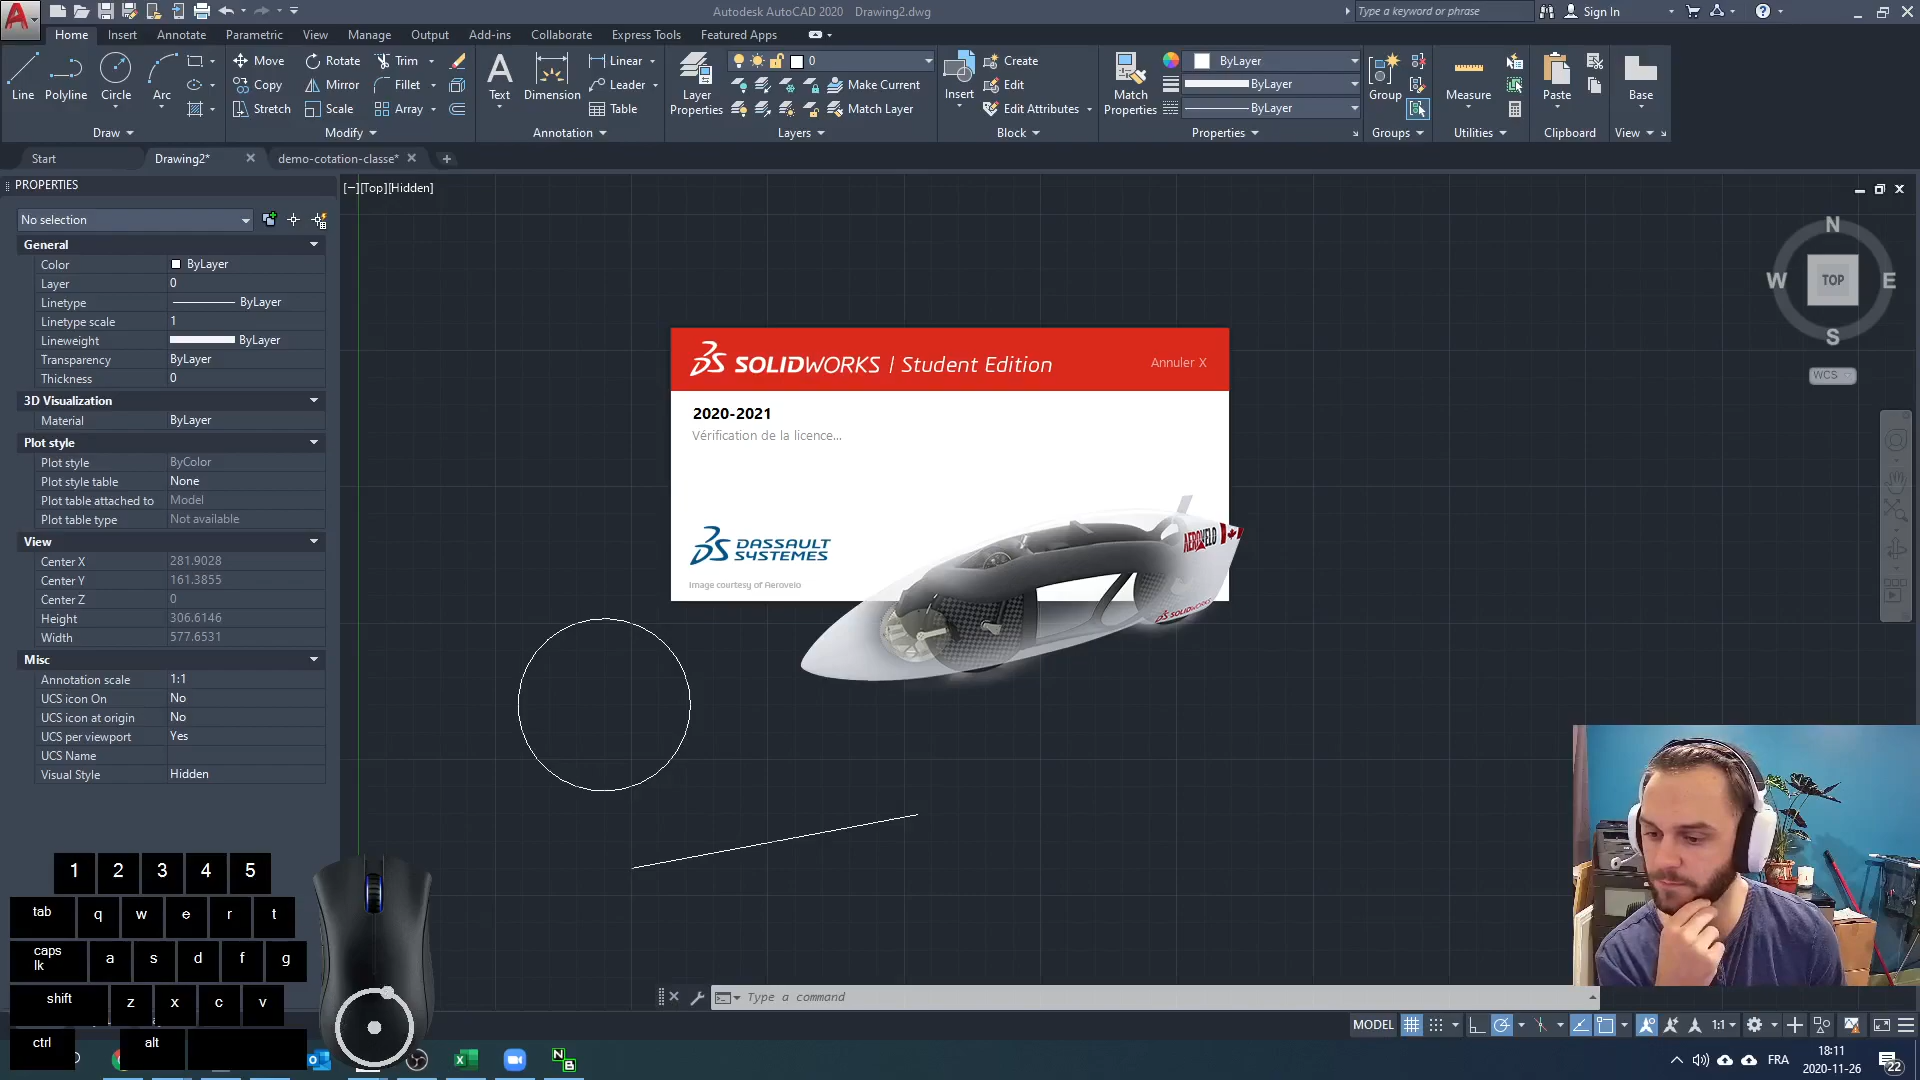 Autodesk AutoCAD 2020 Drawing2.dwg
Type a keyword or phrase
Sign In
Home Insert Annotate Parametric View Manage Output Add-ins Collaborate Express Tools Featured Apps
Line Polyline Circle Arc
Draw
Move Rotate Trim
Copy Mirror Fillet
Stretch Scale Array
Modify
Text Dimension
Linear
Leader
Table
Annotation
Layer Properties
0
Make Current
Match Layer
Layers
Insert
Create
Edit
Edit Attributes
Block
Match Properties
ByLayer
ByLayer
ByLayer
Properties
Group
Groups
Measure
Utilities
Paste
Clipboard
Base
View
Start Drawing2* demo-cotation-classe*
PROPERTIES
[−][Top][Hidden]
No selection
General
Color ByLayer
Layer 0
Linetype ByLayer
Linetype scale 1
Lineweight ByLayer
Transparency ByLayer
Thickness 0
3D Visualization
Material ByLayer
Plot style
Plot style ByColor
Plot style table None
Plot table attached to Model
Plot table type Not available
View
Center X 281.9028
Center Y 161.3855
Center Z 0
Height 306.6146
Width 577.6531
Misc
Annotation scale 1:1
UCS icon On No
UCS icon at origin No
UCS per viewport Yes
UCS Name
Visual Style Hidden
N
W TOP E
S
WCS
SOLIDWORKS | Student Edition
Annuler X
2020-2021
Vérification de la licence...
DASSAULT
SYSTEMES
Image courtesy of Aerovelo
AEROVELO
SOLIDWORKS
1 2 3 4 5
tab q w e r t
caps lk a s d f g
shift z x c v
ctrl alt
Type a command
MODEL
1:1
FRA
18:11
2020-11-26
22